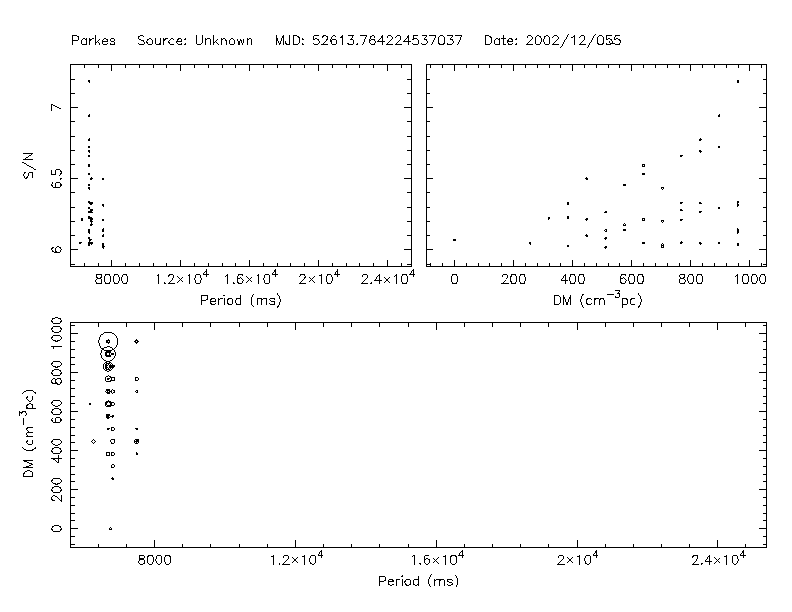 Parkes Source: Unknown MJD: 52613.764224537037 Date: 2002/12/055
S/N
7
6.5
6
8000 1.2×10⁴ 1.6×10⁴ 2×10⁴ 2.4×10⁴
Period (ms)
0 200 400 600 800 1000
DM (cm⁻³pc)
DM (cm⁻³pc)
1000
800
600
400
200
0
8000 1.2×10⁴ 1.6×10⁴ 2×10⁴ 2.4×10⁴
Period (ms)